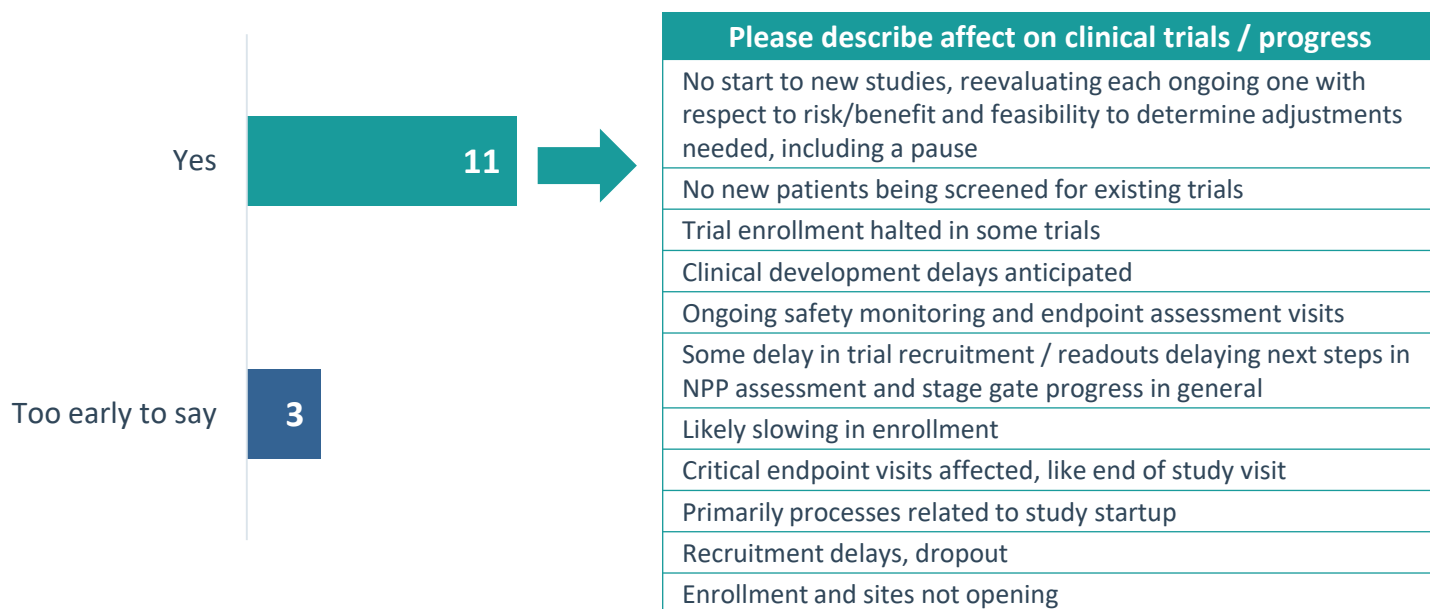 Yes
11
Too early to say
3
Please describe affect on clinical trials / progress
No start to new studies, reevaluating each ongoing one with
respect to risk/benefit and feasibility to determine adjustments
needed, including a pause
No new patients being screened for existing trials
Trial enrollment halted in some trials
Clinical development delays anticipated
Ongoing safety monitoring and endpoint assessment visits
Some delay in trial recruitment / readouts delaying next steps in
NPP assessment and stage gate progress in general
Likely slowing in enrollment
Critical endpoint visits affected, like end of study visit
Primarily processes related to study startup
Recruitment delays, dropout
Enrollment and sites not opening